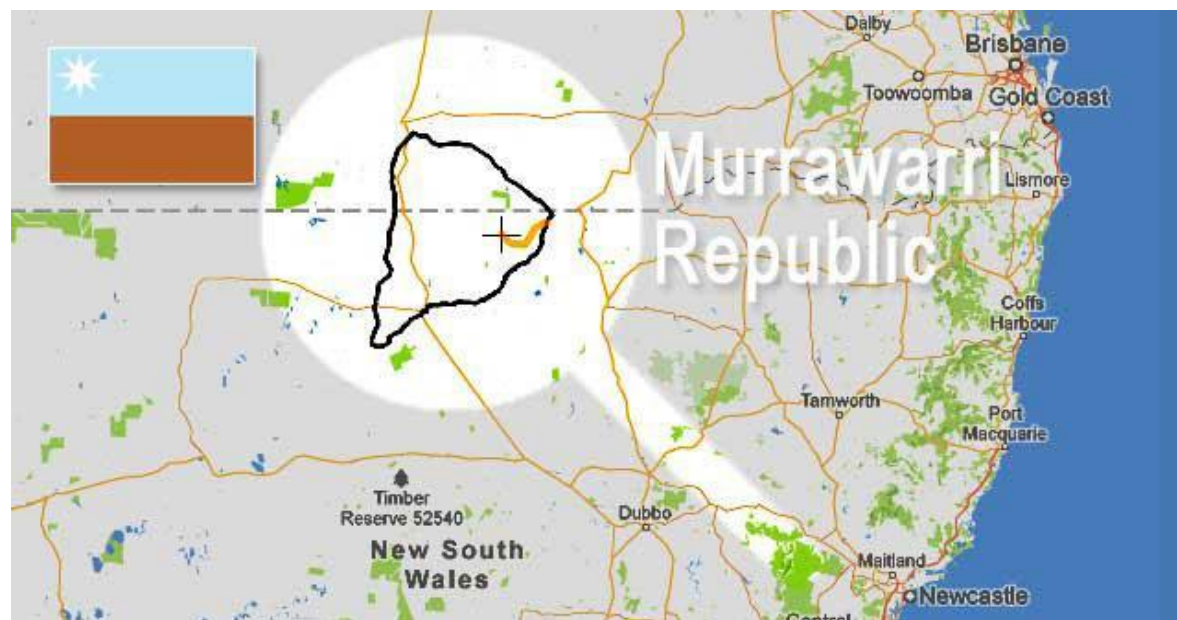 Dalby
Brisbane
Toowoomba
Gold Coast
Murrawarri
Republic
Lismore
Coffs
Harbour
Tamworth
Port
Macquarie
Timber
Reserve 52540
Dubbo
New South
Wales
Maitland
Newcastle
Central